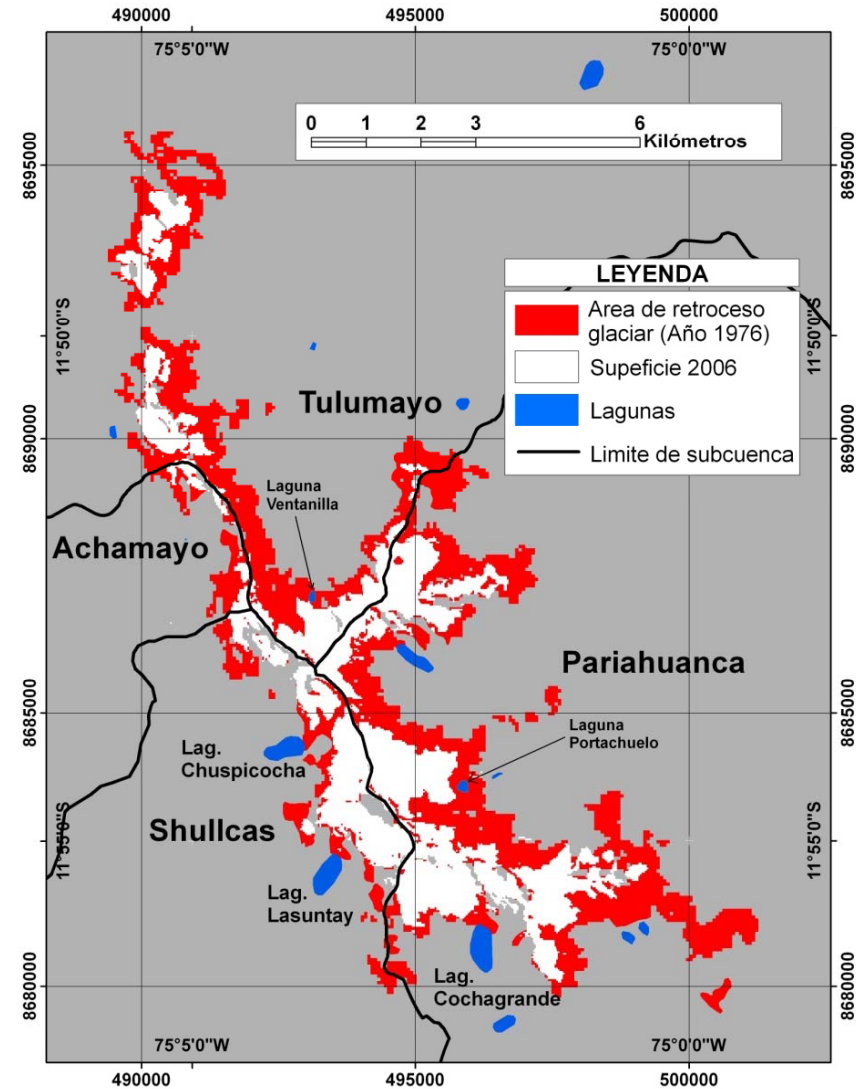 490000 495000 500000
75°5'0"W 75°0'0"W
0 1 2 3 6
Kilómetros
8695000 8695000
LEYENDA
Area de retroceso
glaciar (Año 1976)
Supeficie 2006
Lagunas
Limite de subcuenca
11°50'0"S 11°50'0"S
Tulumayo
8690000 8690000
Laguna
Ventanilla
Achamayo
Pariahuanca
8685000 8685000
Laguna
Portachuelo
Lag.
Chuspicocha
Shullcas
11°55'0"S 11°55'0"S
Lag.
Lasuntay
Lag.
Cochagrande
8680000 8680000
75°5'0"W 75°0'0"W
490000 495000 500000